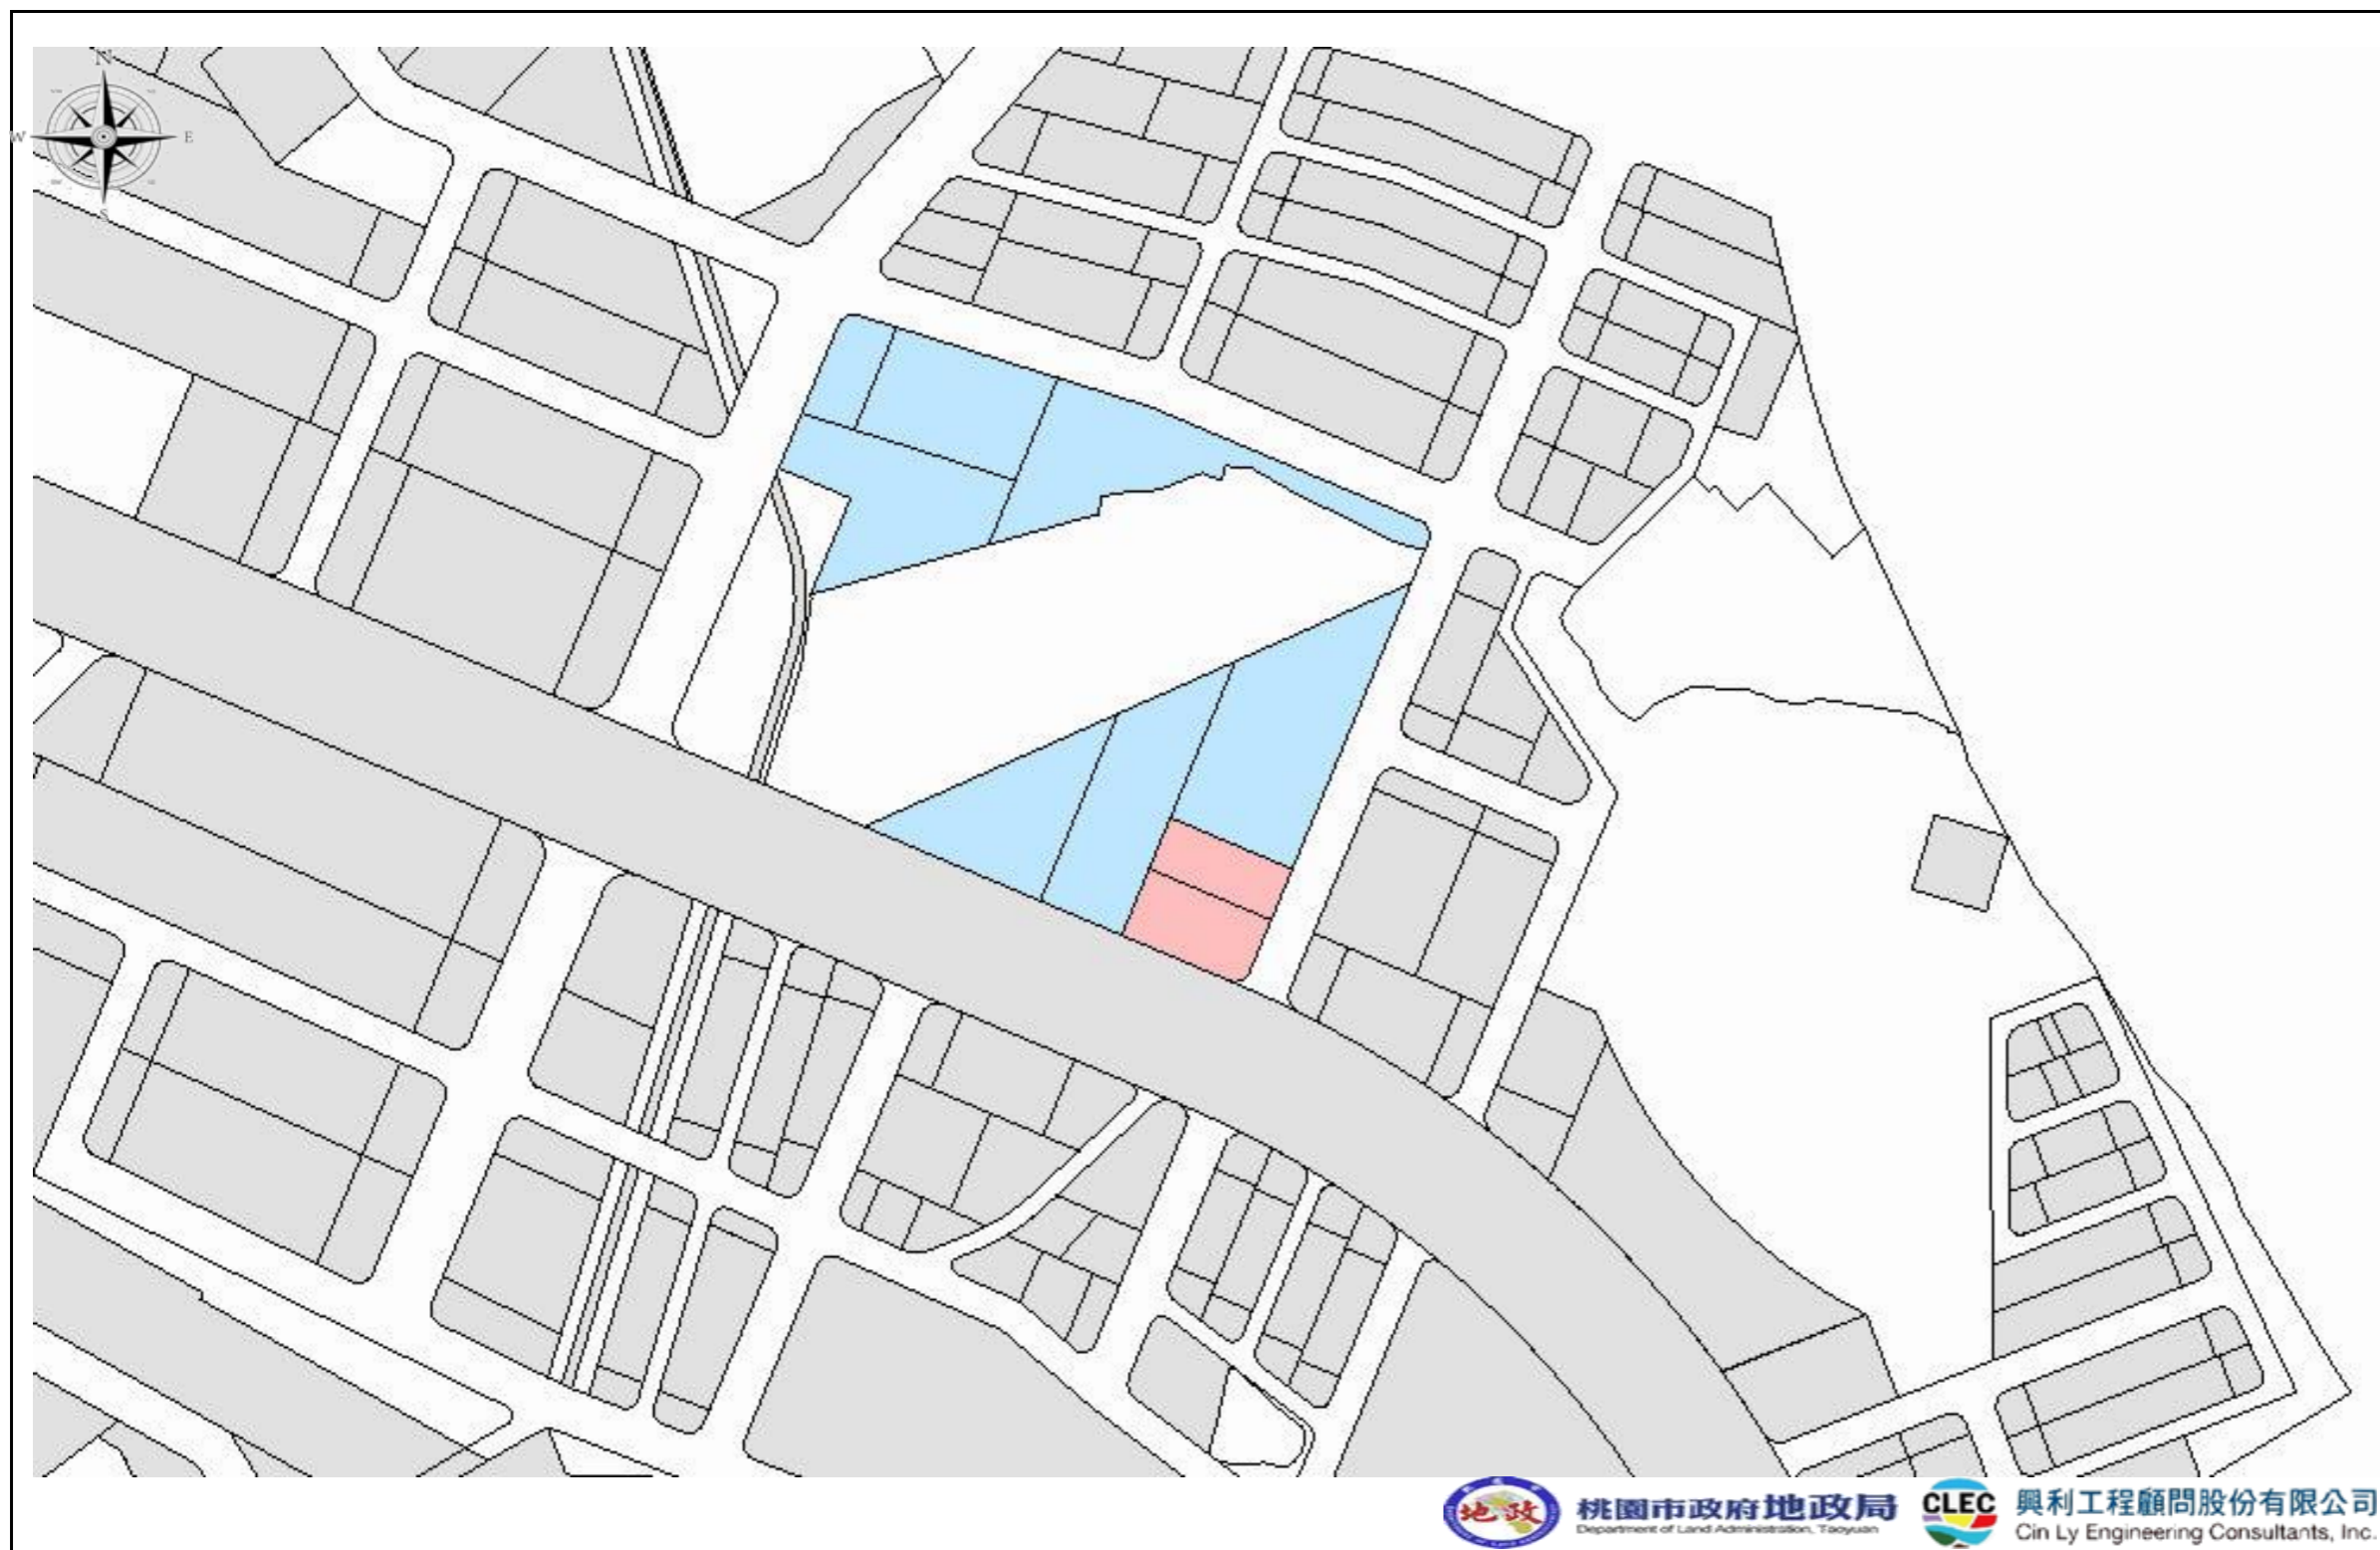 N
W
E
S
地政
桃園市政府地政局
Department of Land Administration, Taoyuan
CLEC
興利工程顧問股份有限公司
Cin Ly Engineering Consultants, Inc.